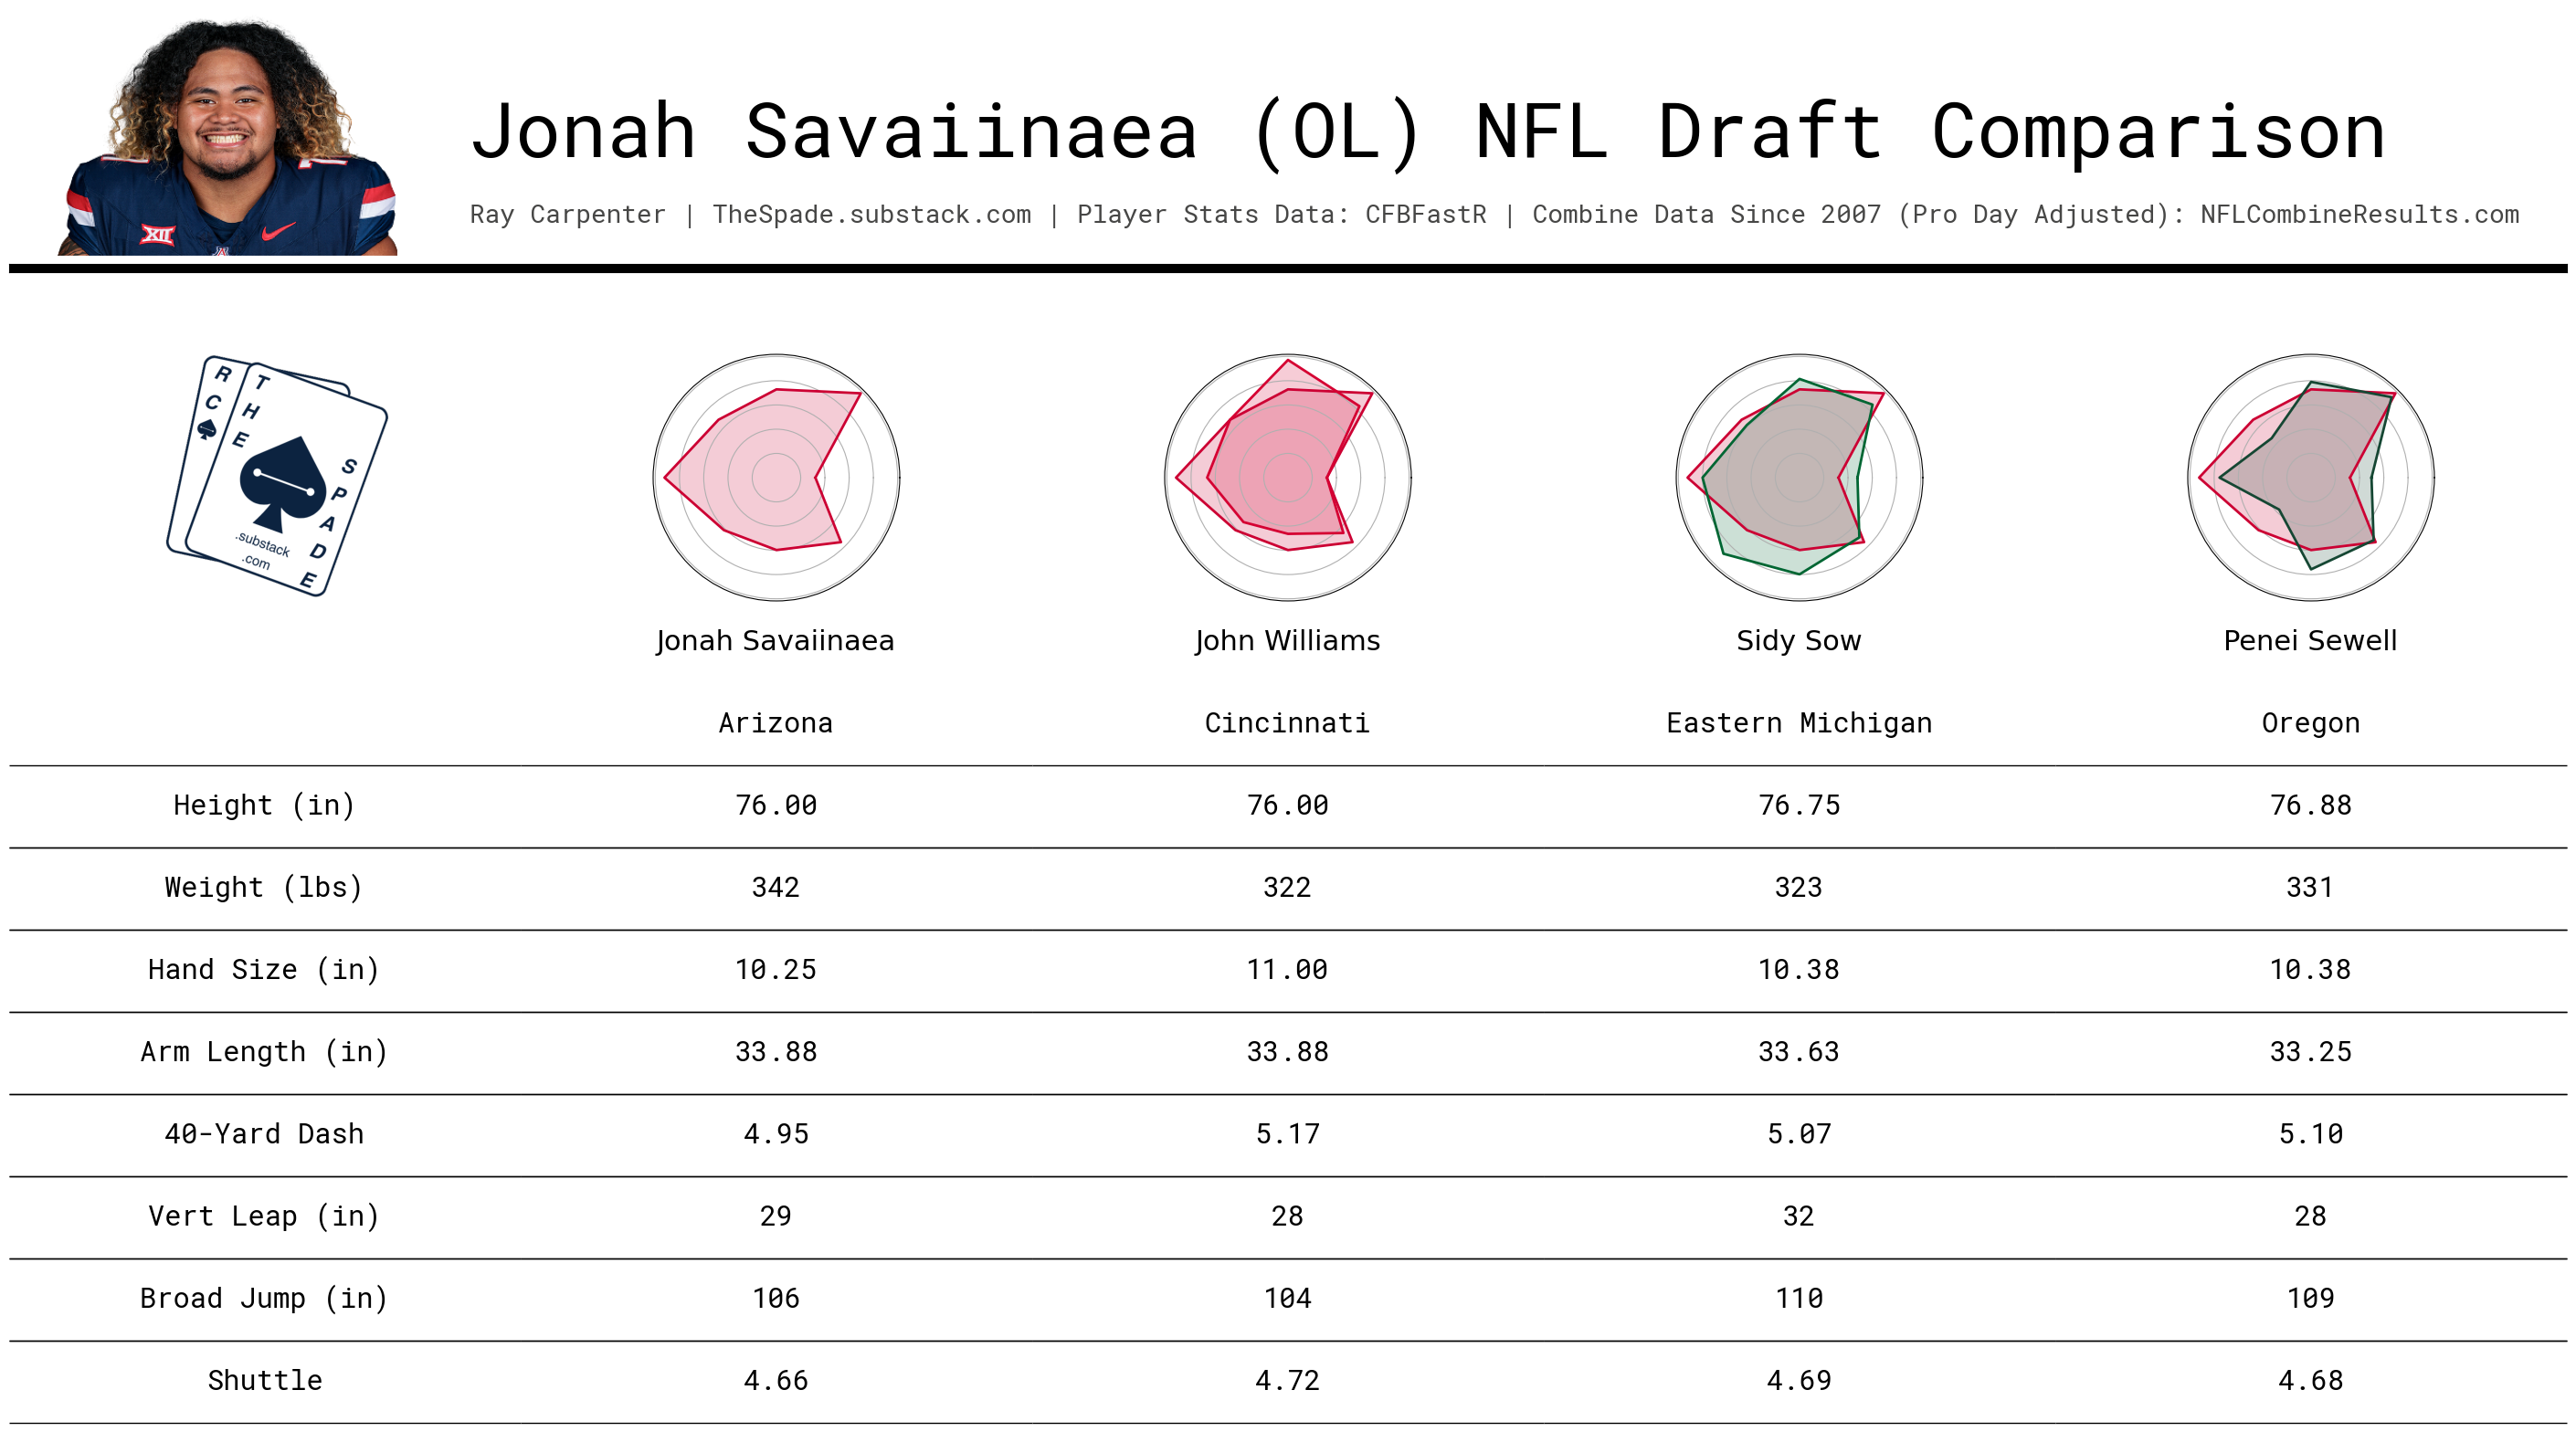 Jonah Savaiinaea (OL) NFL Draft Comparison
Ray Carpenter | TheSpade.substack.com | Player Stats Data: CFBFastR | Combine Data Since 2007 (Pro Day Adjusted): NFLCombineResults.com
XII
R C
T H E
S P A D E
.substack
.com
Jonah Savaiinaea John Williams Sidy Sow Penei Sewell
Arizona Cincinnati Eastern Michigan Oregon
Height (in) 76.00 76.00 76.75 76.88
Weight (lbs) 342 322 323 331
Hand Size (in) 10.25 11.00 10.38 10.38
Arm Length (in) 33.88 33.88 33.63 33.25
40-Yard Dash 4.95 5.17 5.07 5.10
Vert Leap (in) 29 28 32 28
Broad Jump (in) 106 104 110 109
Shuttle 4.66 4.72 4.69 4.68